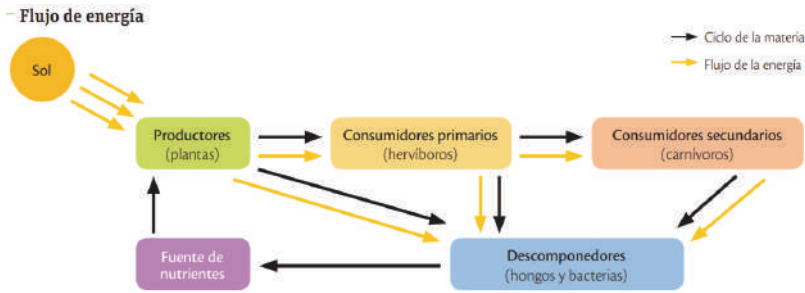 Flujo de energía
Ciclo de la materia
Sol
Flujo de la energía
Productores
(plantas)
Consumidores primarios
(hervíboros)
Consumidores secundarios
(carnívoros)
Fuente de
nutrientes
Descomponedores
(hongos y bacterias)